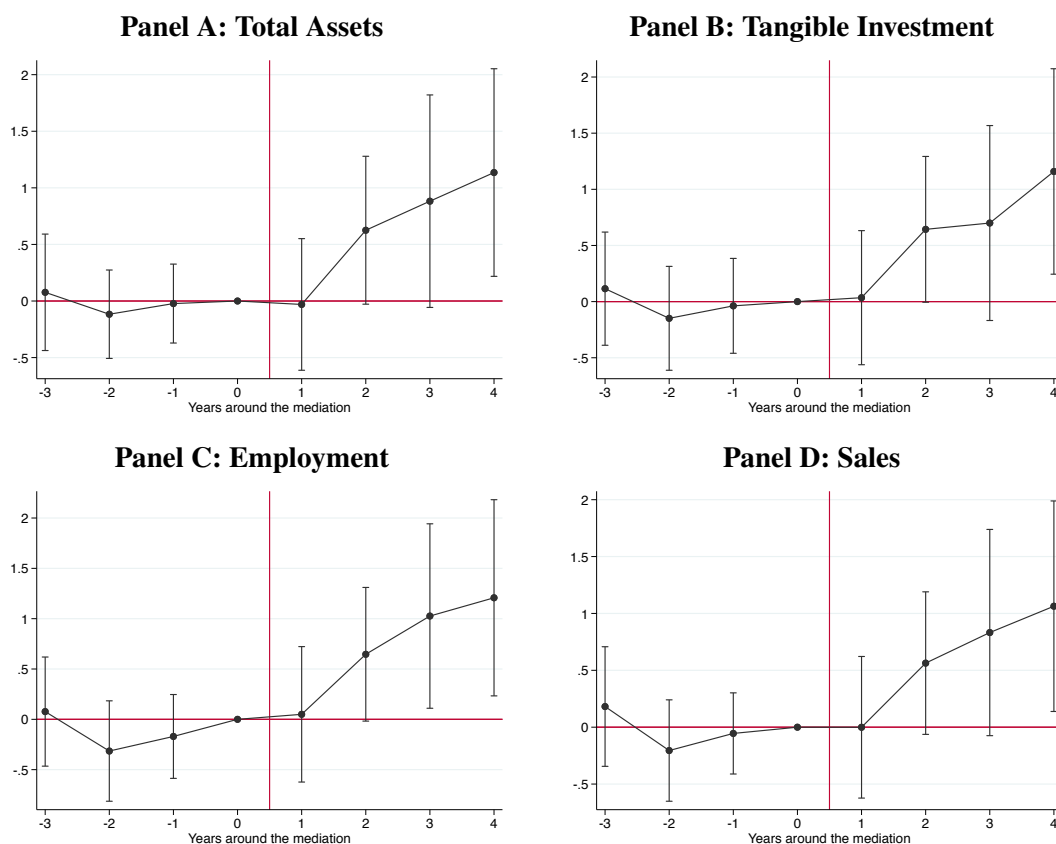 Panel A: Total Assets
2
1.5
1
.5
0
-.5
-3 -2 -1 0 1 2 3 4
Years around the mediation
Panel B: Tangible Investment
2
1.5
1
.5
0
-.5
-3 -2 -1 0 1 2 3 4
Years around the mediation
Panel C: Employment
2
1.5
1
.5
0
-.5
-3 -2 -1 0 1 2 3 4
Years around the mediation
Panel D: Sales
2
1.5
1
.5
0
-.5
-3 -2 -1 0 1 2 3 4
Years around the mediation